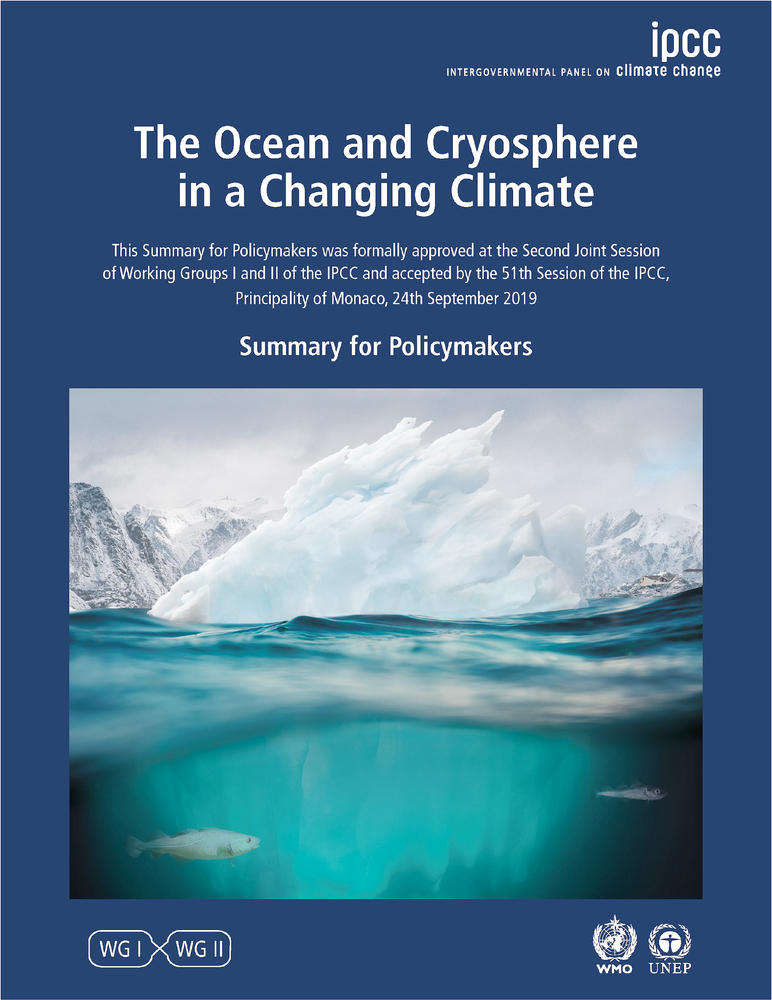 ipcc
INTERGOVERNMENTAL PANEL ON climate change
The Ocean and Cryosphere
in a Changing Climate
This Summary for Policymakers was formally approved at the Second Joint Session
of Working Groups I and II of the IPCC and accepted by the 51th Session of the IPCC,
Principality of Monaco, 24th September 2019
Summary for Policymakers
WG I WG II
WMO UNEP